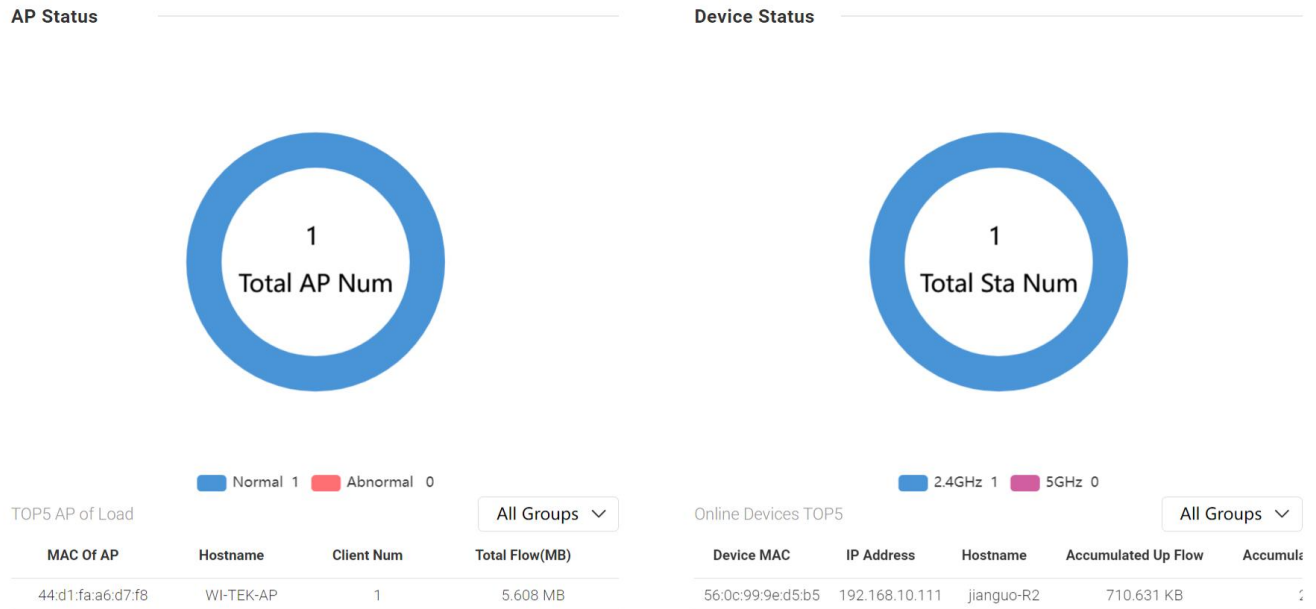 AP Status
1
Total AP Num
Normal 1 Abnormal 0
TOP5 AP of Load All Groups
MAC Of AP Hostname Client Num Total Flow(MB)
44:d1:fa:a6:d7:f8 WI-TEK-AP 1 5.608 MB
Device Status
1
Total Sta Num
2.4GHz 1 5GHz 0
Online Devices TOP5 All Groups
Device MAC IP Address Hostname Accumulated Up Flow
56:0c:99:9e:d5:b5 192.168.10.111 jianguo-R2 710.631 KB